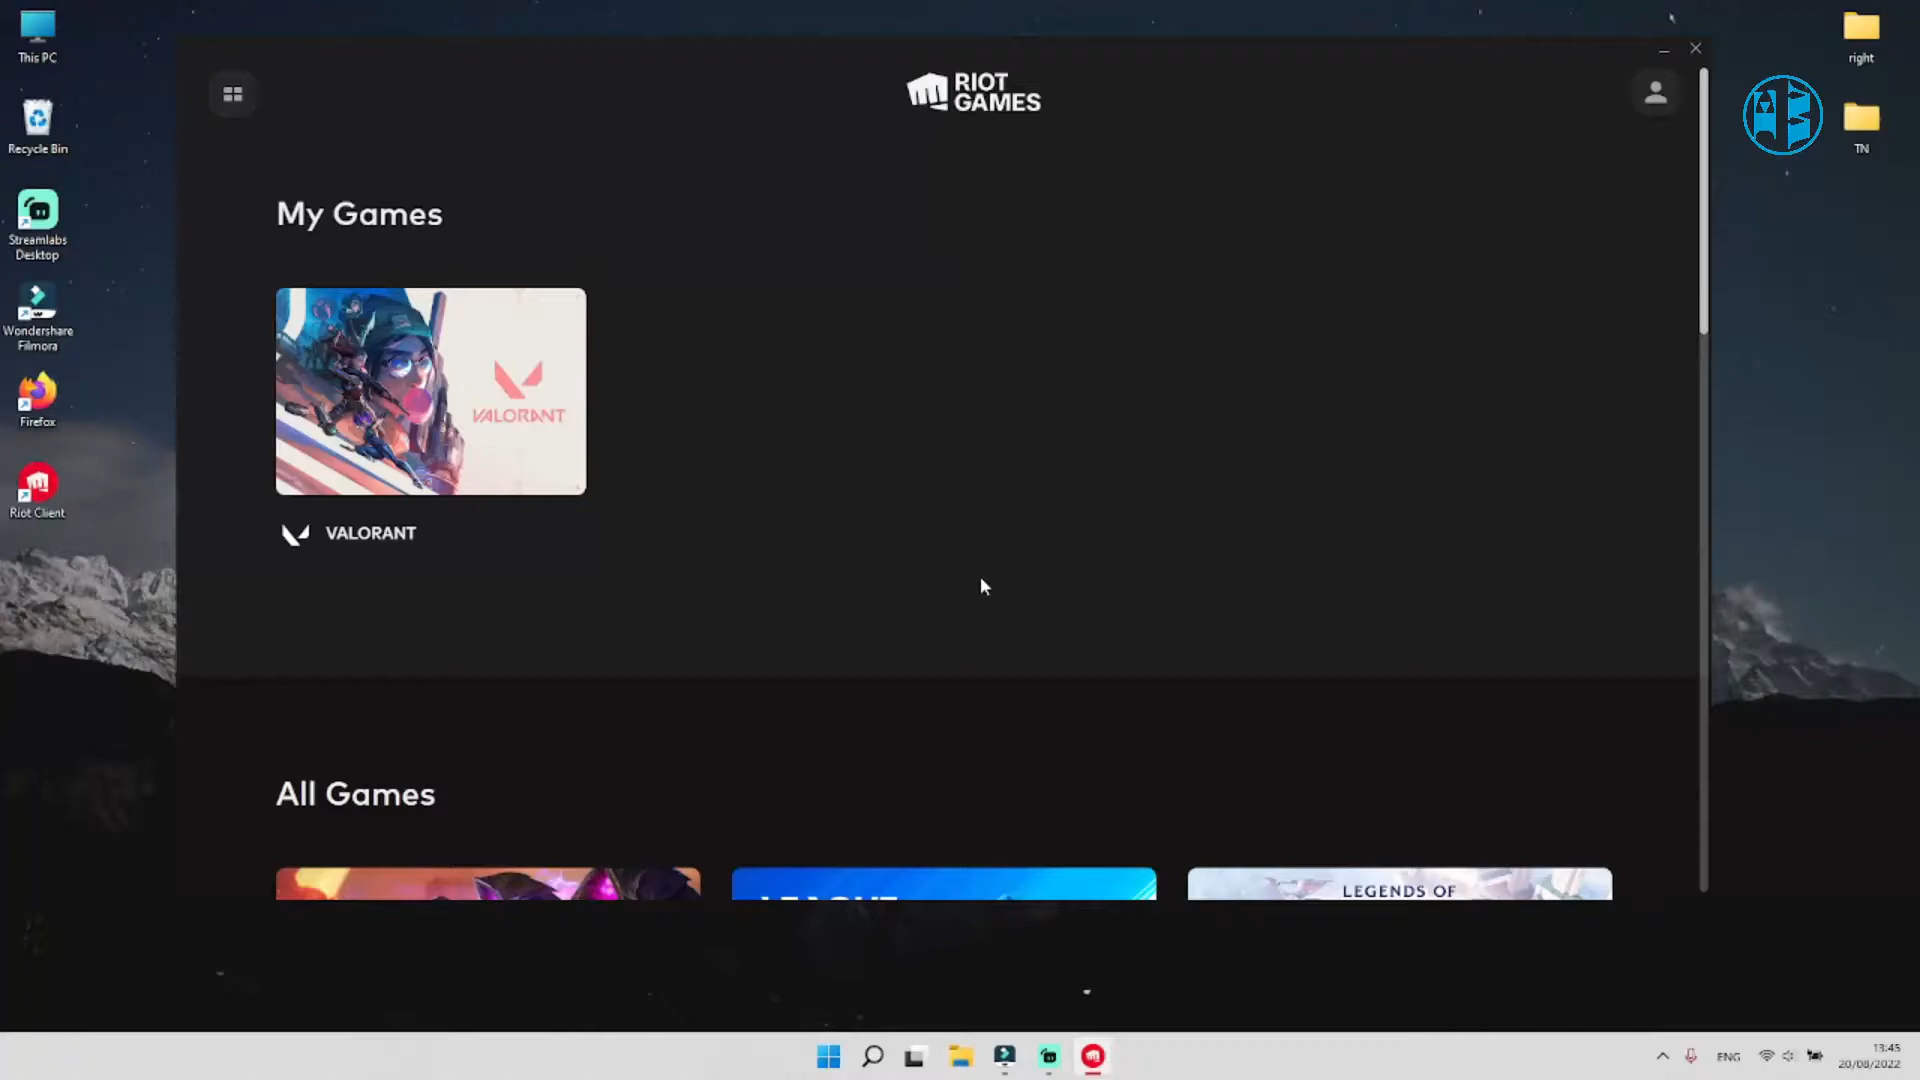 This PC
Recycle Bin
Streamlabs
Desktop
Wondershare
Filmora
Firefox
Riot Client
RIOT
GAMES
right
TN
My Games
VALORANT
VALORANT
All Games
LEGENDS OF
ENG
13:45
20/08/2022